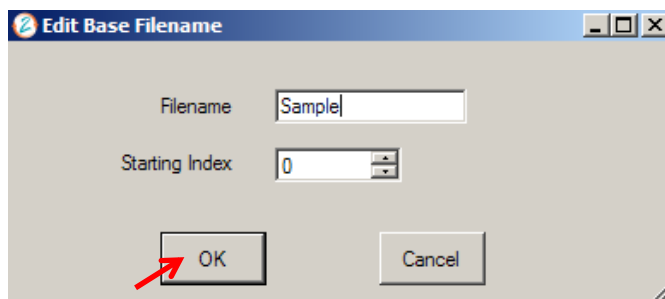 Edit Base Filename
Filename Sample
Starting Index 0
OK Cancel